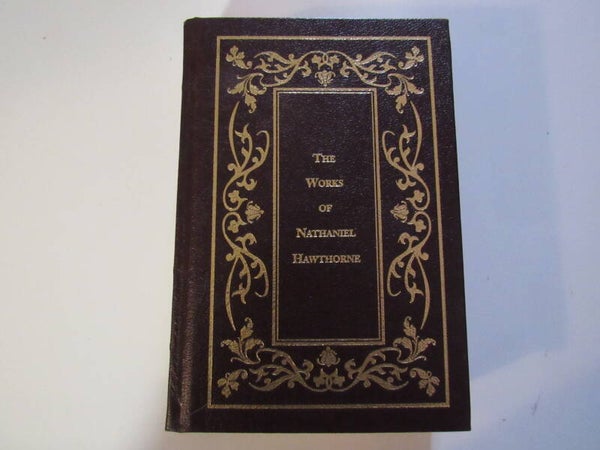 The
Works
of
Nathaniel
Hawthorne